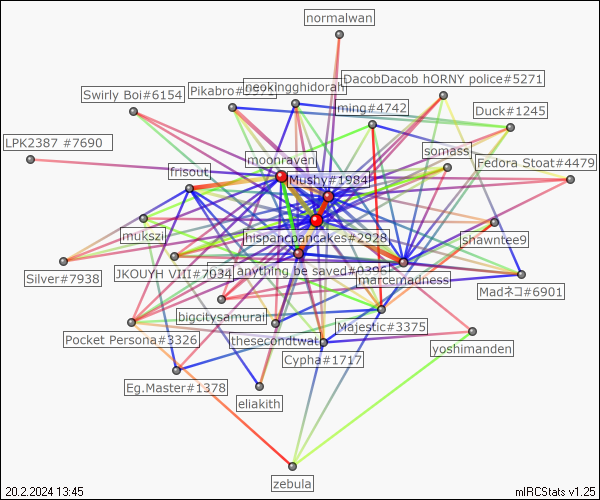 normalwan
DacobDacob hORNY police#5271
neokingghidorah
Swirly Boi#6154
ming#4742
Duck#1245
LPK2387 #7690
moonraven
somass
Fedora Stoat#4479
frisout
Mushy#1984
mukszi
hispancpancakes#2928
shawntee9
Silver#7938
JKOUYH VIII#7034
anything be saved#0396
marcemadness
Madネコ#6901
bigcitysamurai
Majestic#3375
Pocket Persona#3326
thesecondtwat
yoshimanden
Cypha#1717
Eg.Master#1378
eliakith
zebula
20.2.2024 13:45
mIRCStats v1.25